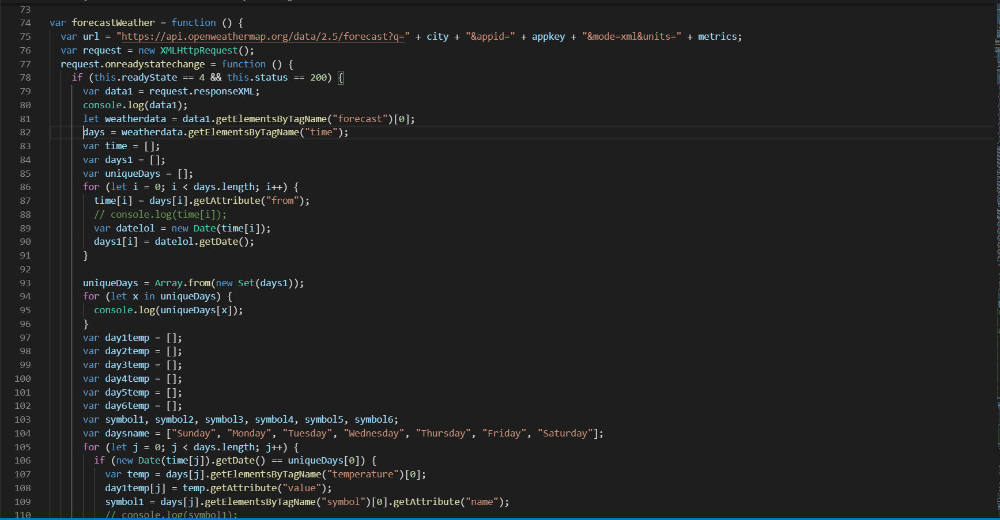 73
74 var forecastWeather = function () {
75 var url = "https://api.openweathermap.org/data/2.5/forecast?q=" + city + "&appid=" + appkey + "&mode=xml&units=" + metrics;
76 var request = new XMLHttpRequest();
77 request.onreadystatechange = function () {
78 if (this.readyState == 4 && this.status == 200) {
79 var data1 = request.responseXML;
80 console.log(data1);
81 let weatherdata = data1.getElementsByTagName("forecast")[0];
82 days = weatherdata.getElementsByTagName("time");
83 var time = [];
84 var days1 = [];
85 var uniqueDays = [];
86 for (let i = 0; i < days.length; i++) {
87 time[i] = days[i].getAttribute("from");
88 // console.log(time[i]);
89 var datelol = new Date(time[i]);
90 days1[i] = datelol.getDate();
91 }
92
93 uniqueDays = Array.from(new Set(days1));
94 for (let x in uniqueDays) {
95 console.log(uniqueDays[x]);
96 }
97 var day1temp = [];
98 var day2temp = [];
99 var day3temp = [];
100 var day4temp = [];
101 var day5temp = [];
102 var day6temp = [];
103 var symbol1, symbol2, symbol3, symbol4, symbol5, symbol6;
104 var daysname = ["Sunday", "Monday", "Tuesday", "Wednesday", "Thursday", "Friday", "Saturday"];
105 for (let j = 0; j < days.length; j++) {
106 if (new Date(time[j]).getDate() == uniqueDays[0]) {
107 var temp = days[j].getElementsByTagName("temperature")[0];
108 day1temp[j] = temp.getAttribute("value");
109 symbol1 = days[j].getElementsByTagName("symbol")[0].getAttribute("name");
110 // console.log(symbol1);